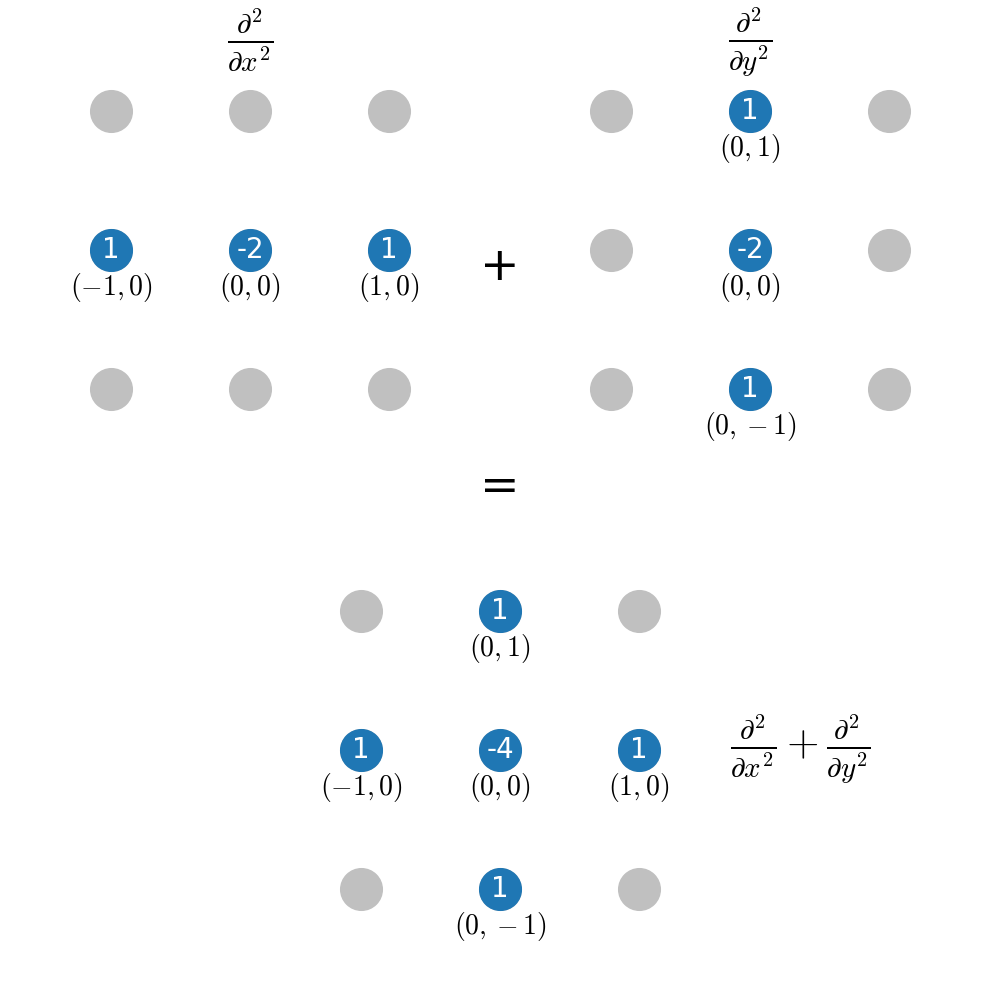 ∂²/∂x²
∂²/∂y²
1
(0, 1)
1 -2 1 + -2
(−1, 0) (0, 0) (1, 0) (0, 0)
1
(0, −1)
=
1
(0, 1)
1 -4 1 ∂²/∂x² + ∂²/∂y²
(−1, 0) (0, 0) (1, 0)
1
(0, −1)